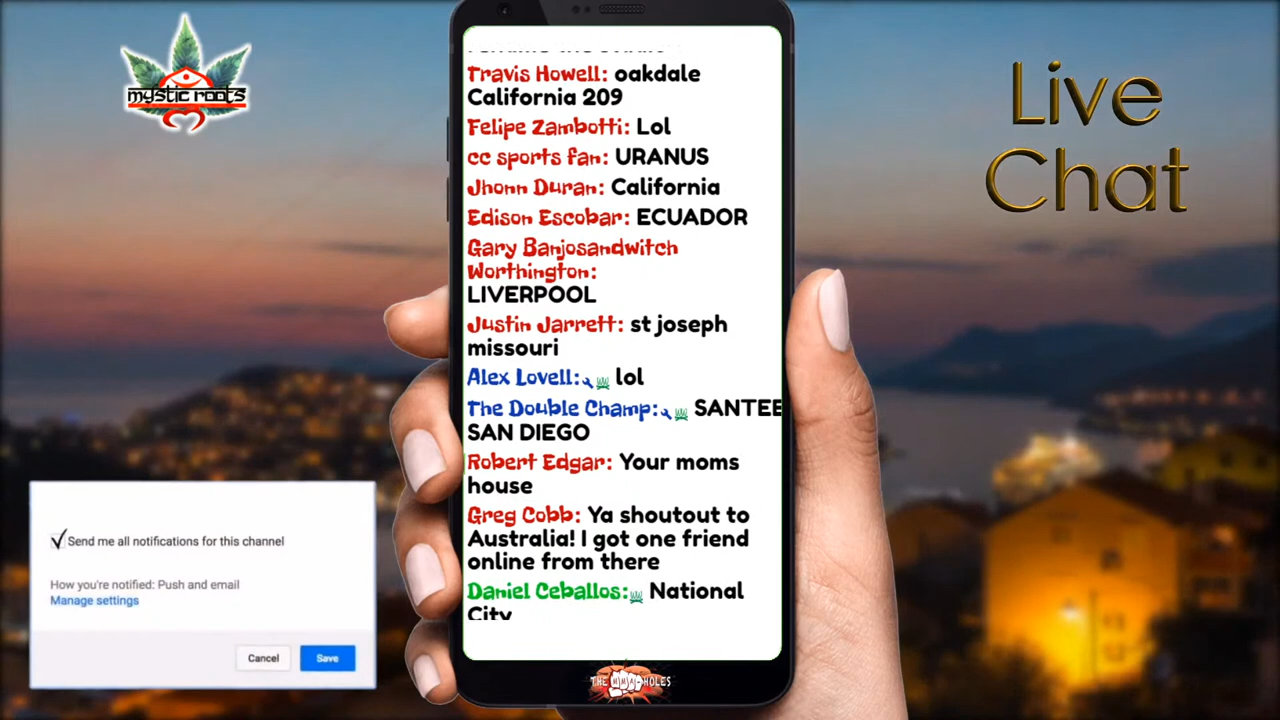 mystic roots
Live
Chat
Travis Howell: oakdale
California 209
Felipe Zambotti: Lol
cc sports fan: URANUS
Jhonn Duran: California
Edison Escobar: ECUADOR
Gary Banjosandwitch
Worthington:
LIVERPOOL
Justin Jarrett: st joseph
missouri
Alex Lovell: lol
The Double Champ: SANTEE
SAN DIEGO
Robert Edgar: Your moms
house
Greg Cobb: Ya shoutout to
Australia! I got one friend
online from there
Daniel Ceballos: National
City
Send me all notifications for this channel
How you're notified: Push and email
Manage settings
Cancel
Save
THE MMA-HOLES